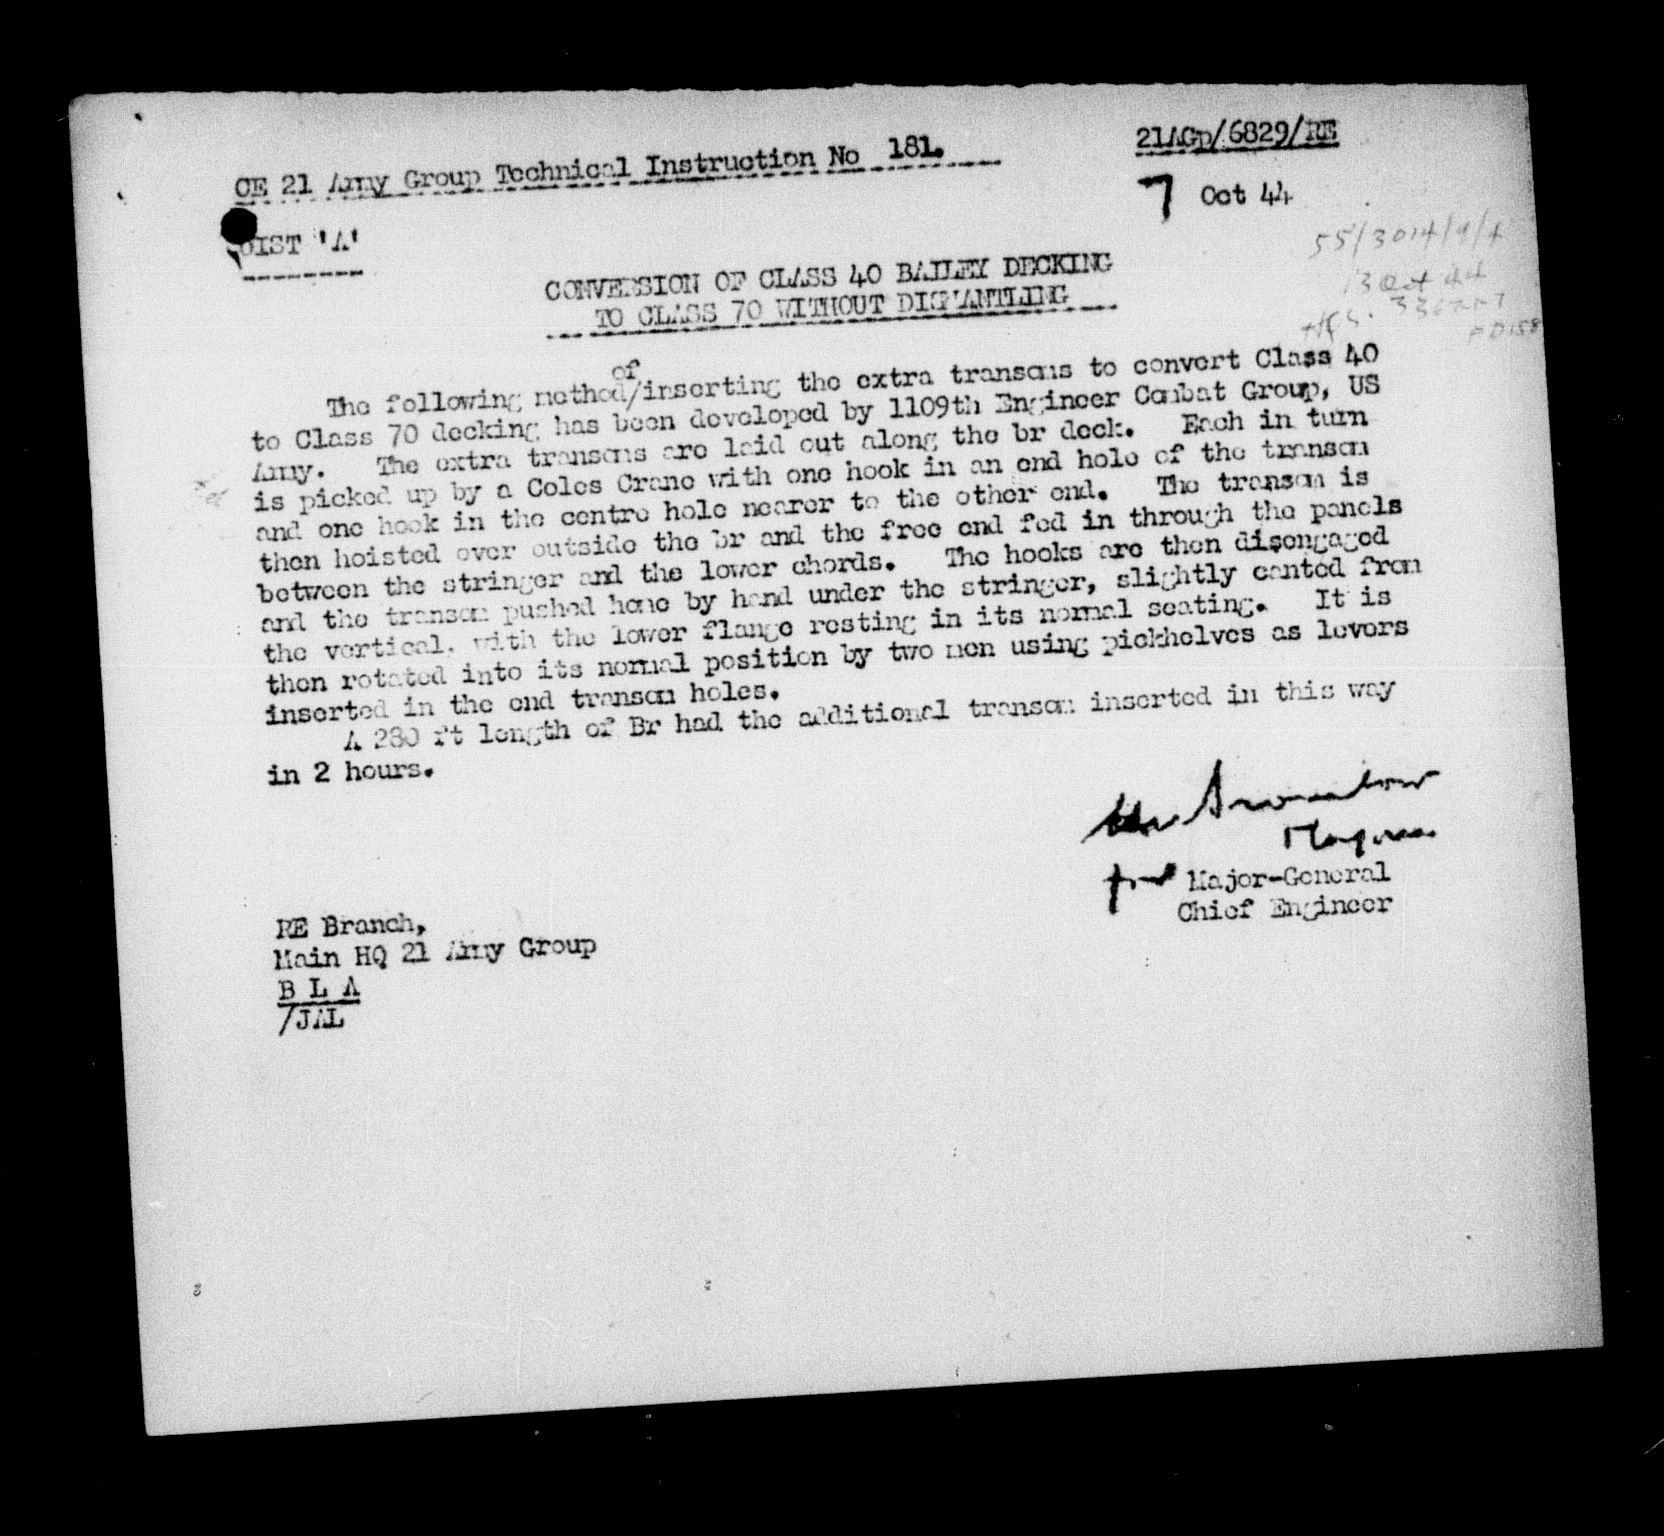 CE 21 Army Group Technical Instruction No 181.
21AGp/6829/RE
7 Oct 44
DIST 'A'
55/3014/9/4
13 Oct 44
CONVERSION OF CLASS 40 BAILEY DECKING
TO CLASS 70 WITHOUT DISMANTLING
of
The following method/inserting the extra transoms to convert Class 40
to Class 70 decking has been developed by 1109th Engineer Combat Group, US
Army. The extra transoms are laid out along the br deck. Each in turn
is picked up by a Coles Crane with one hook in an end hole of the transom
and one hook in the centre hole nearer to the other end. The transom is
then hoisted over outside the br and the free end fed in through the panels
between the stringer and the lower chords. The hooks are then disengaged
and the transom pushed home by hand under the stringer, slightly canted from
the vertical, with the lower flange resting in its normal seating. It is
then rotated into its normal position by two men using pickhelves as levers
inserted in the end transom holes.
A 280 ft length of Br had the additional transom inserted in this way
in 2 hours.
for Major-General
Chief Engineer
RE Branch,
Main HQ 21 Army Group
B L A
/JAL